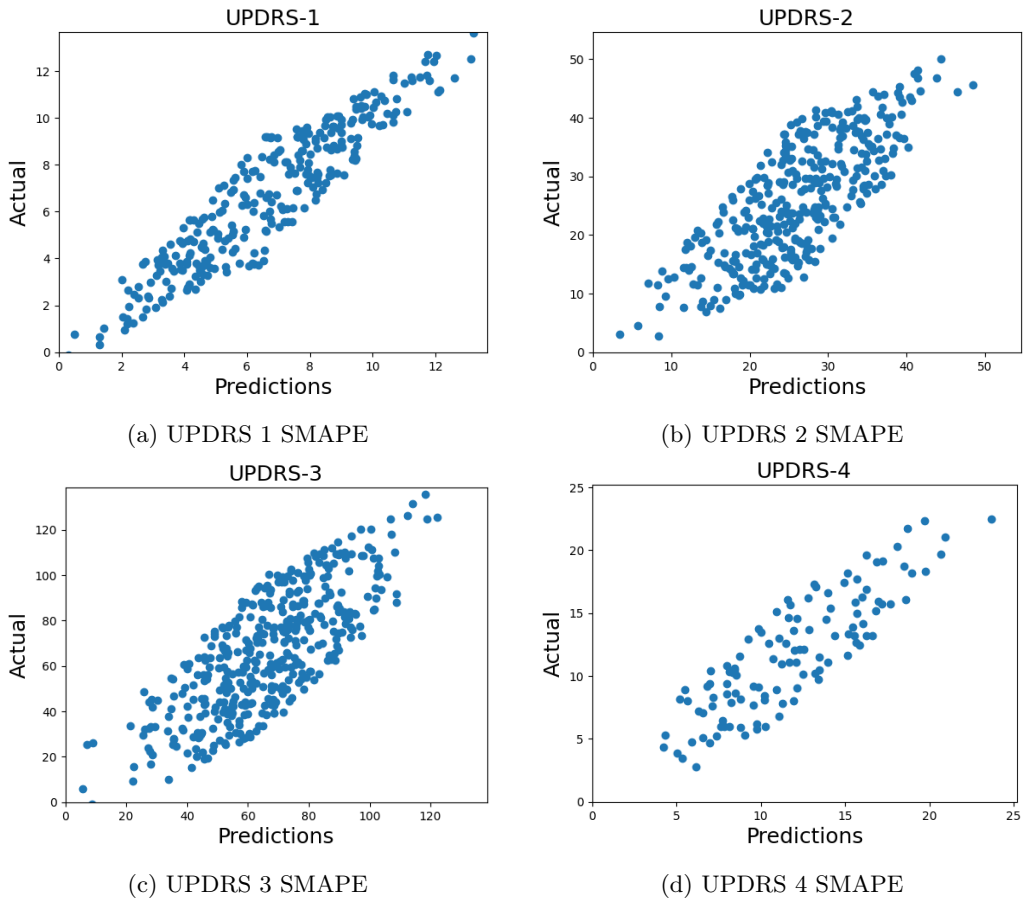 UPDRS-1
Actual
12
10
8
6
4
2
0
0 2 4 6 8 10 12
Predictions
(a) UPDRS 1 SMAPE
UPDRS-2
Actual
50
40
30
20
10
0
0 10 20 30 40 50
Predictions
(b) UPDRS 2 SMAPE
UPDRS-3
Actual
120
100
80
60
40
20
0
0 20 40 60 80 100 120
Predictions
(c) UPDRS 3 SMAPE
UPDRS-4
Actual
25
20
15
10
5
0
0 5 10 15 20 25
Predictions
(d) UPDRS 4 SMAPE